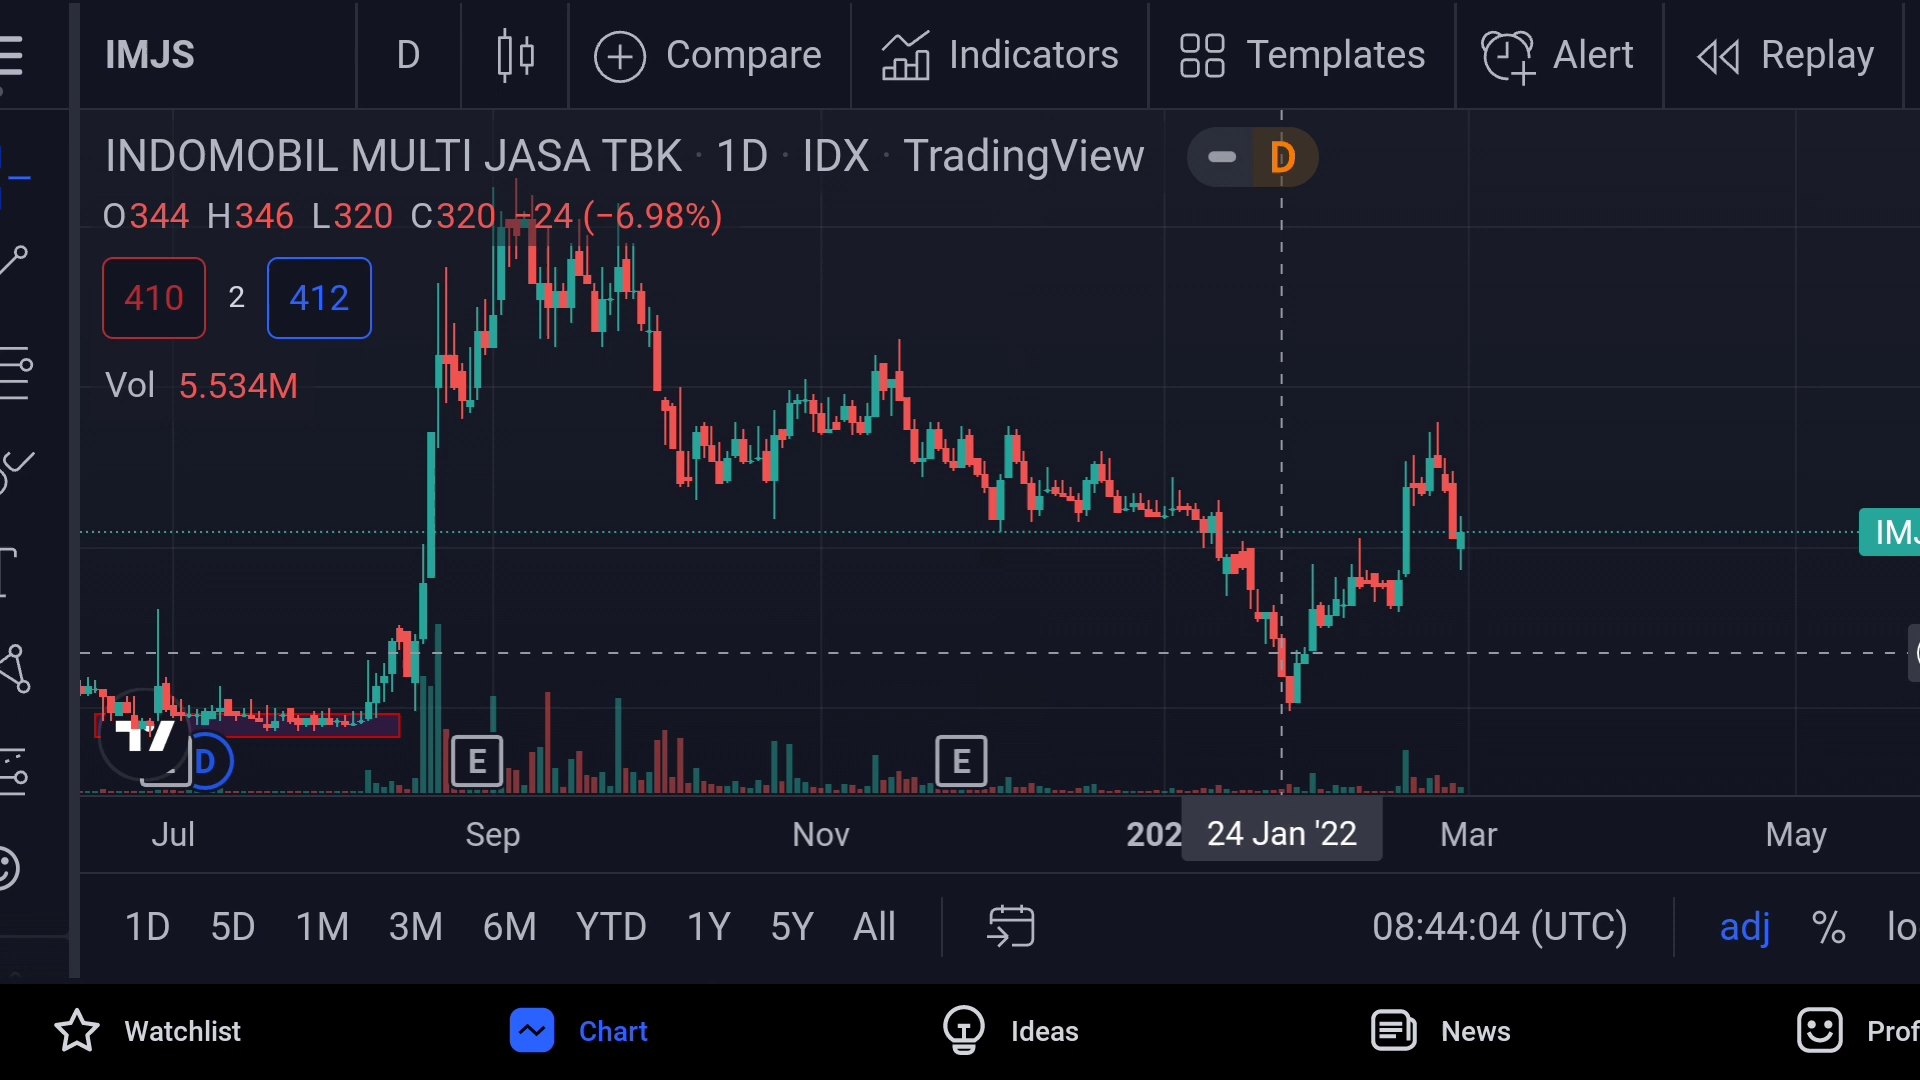 IMJS D Compare Indicators Templates Alert Replay
INDOMOBIL MULTI JASA TBK · 1D · IDX · TradingView D
O344 H346 L320 C320 −24 (−6.98%)
410 2 412
Vol 5.534M
IMJ
D E E
Jul Sep Nov 202 24 Jan '22 Mar May
1D 5D 1M 3M 6M YTD 1Y 5Y All 08:44:04 (UTC) adj % lo
Watchlist Chart Ideas News Prof